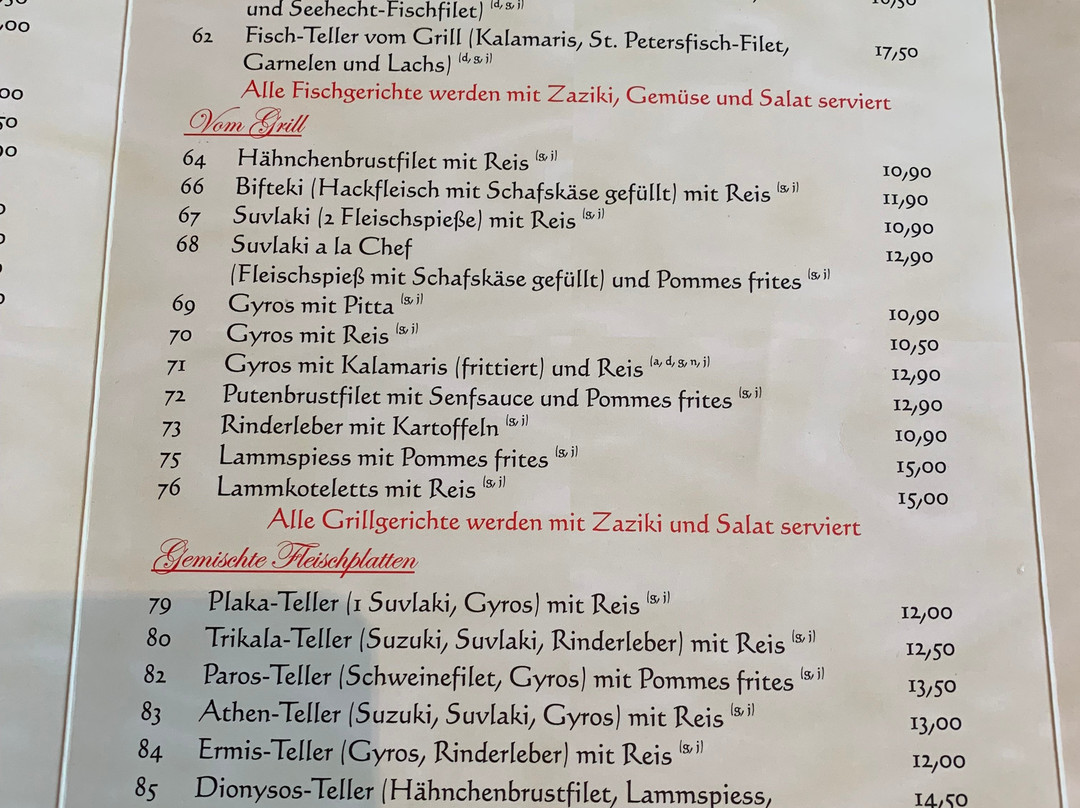 und Seehecht-Fischfilet) (d, g, j)
62 Fisch-Teller vom Grill (Kalamaris, St. Petersfisch-Filet,
Garnelen und Lachs) (d, g, j) 17,50
Alle Fischgerichte werden mit Zaziki, Gemüse und Salat serviert
Vom Grill
64 Hähnchenbrustfilet mit Reis (g, j) 10,90
66 Bifteki (Hackfleisch mit Schafskäse gefüllt) mit Reis (g, j) 11,90
67 Suvlaki (2 Fleischspieße) mit Reis (g, j) 10,90
68 Suvlaki a la Chef 12,90
(Fleischspieß mit Schafskäse gefüllt) und Pommes frites (g, j)
69 Gyros mit Pitta (g, j) 10,90
70 Gyros mit Reis (g, j) 10,50
71 Gyros mit Kalamaris (frittiert) und Reis (a, d, g, n, j) 12,90
72 Putenbrustfilet mit Senfsauce und Pommes frites (g, j) 12,90
73 Rinderleber mit Kartoffeln (g, j) 10,90
75 Lammspiess mit Pommes frites (g, j) 15,00
76 Lammkoteletts mit Reis (g, j) 15,00
Alle Grillgerichte werden mit Zaziki und Salat serviert
Gemischte Fleischplatten
79 Plaka-Teller (1 Suvlaki, Gyros) mit Reis (g, j) 12,00
80 Trikala-Teller (Suzuki, Suvlaki, Rinderleber) mit Reis (g, j) 12,50
82 Paros-Teller (Schweinefilet, Gyros) mit Pommes frites (g, j) 13,50
83 Athen-Teller (Suzuki, Suvlaki, Gyros) mit Reis (g, j) 13,00
84 Ermis-Teller (Gyros, Rinderleber) mit Reis (g, j) 12,00
85 Dionysos-Teller (Hähnchenbrustfilet, Lammspiess, 14,50